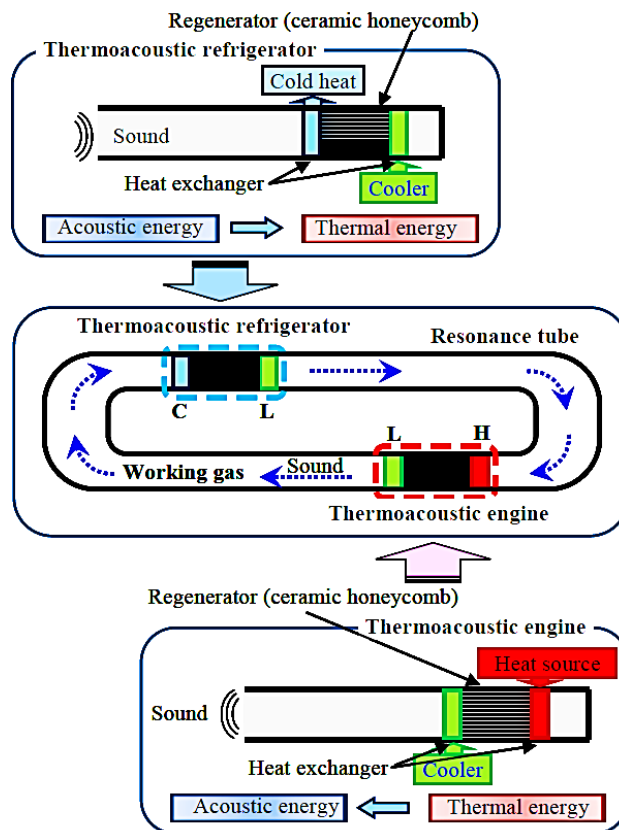 Regenerator (ceramic honeycomb)
Thermoacoustic refrigerator
Cold heat
Sound
Heat exchanger
Cooler
Acoustic energy
Thermal energy
Thermoacoustic refrigerator
Resonance tube
C
L
L
H
Working gas
Sound
Thermoacoustic engine
Regenerator (ceramic honeycomb)
Thermoacoustic engine
Heat source
Sound
Heat exchanger
Cooler
Acoustic energy
Thermal energy